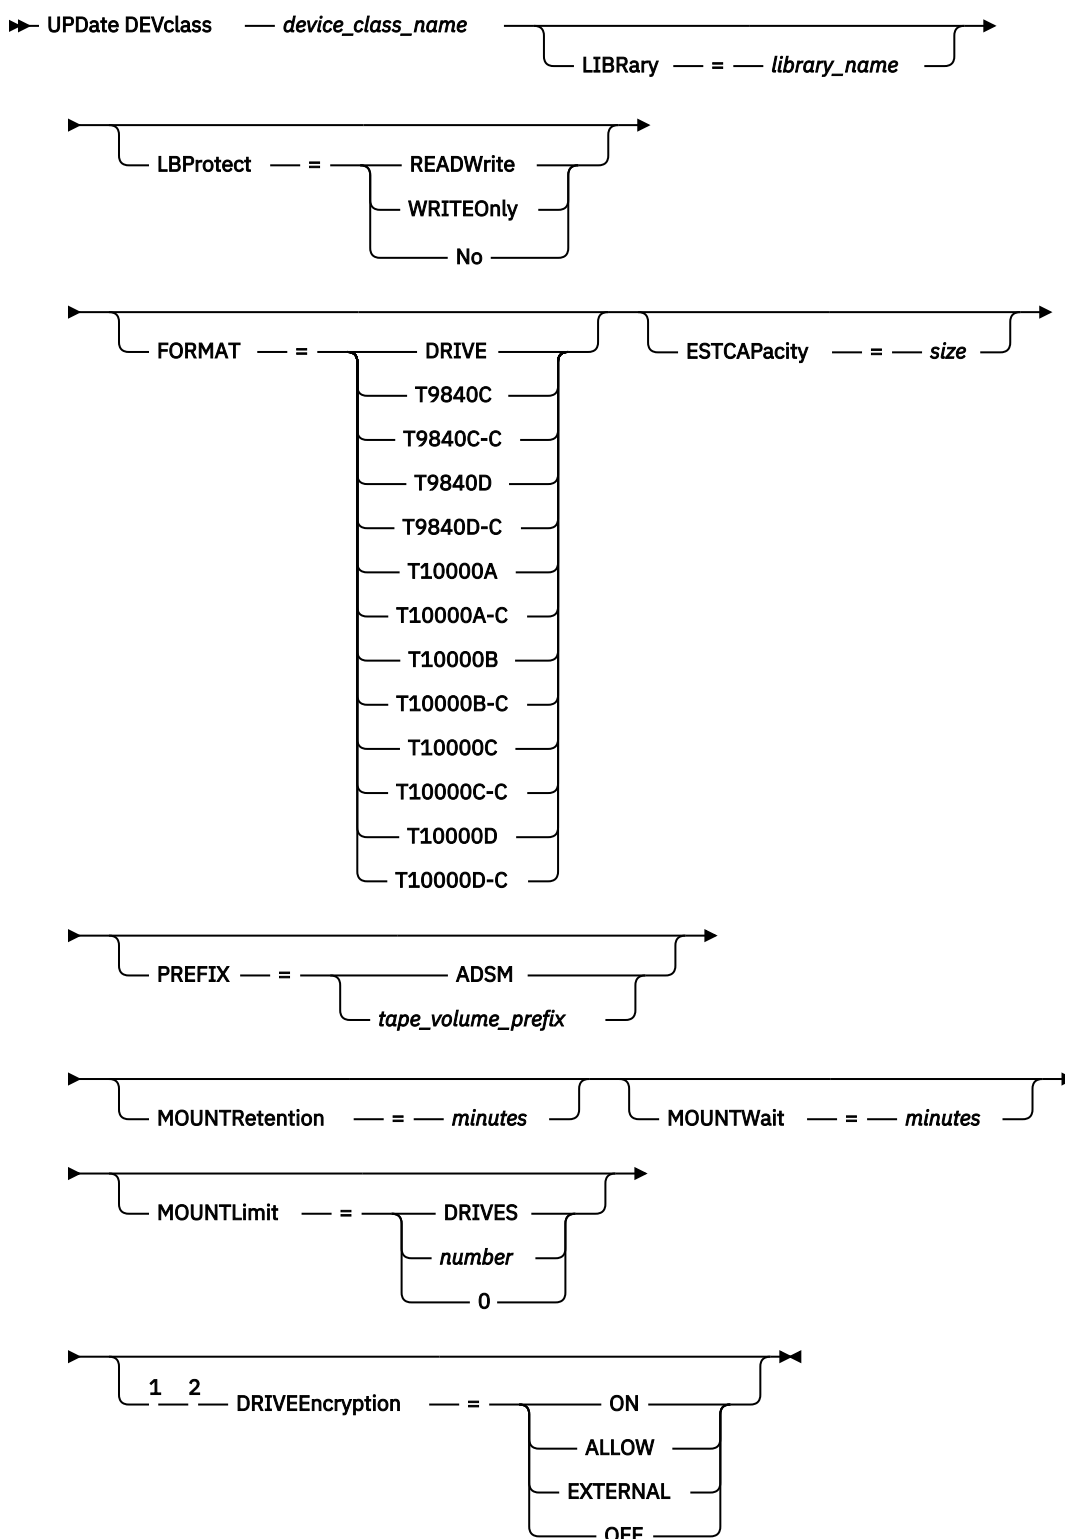 UPDate DEVclass device_class_name
LIBRary = library_name
LBProtect = READWrite
WRITEOnly
No
FORMAT = DRIVE ESTCAPacity = size
T9840C
T9840C-C
T9840D
T9840D-C
T10000A
T10000A-C
T10000B
T10000B-C
T10000C
T10000C-C
T10000D
T10000D-C
PREFIX = ADSM
tape_volume_prefix
MOUNTRetention = minutes MOUNTWait = minutes
MOUNTLimit = DRIVES
number
0
1 2
DRIVEEncryption = ON
ALLOW
EXTERNAL
OFF